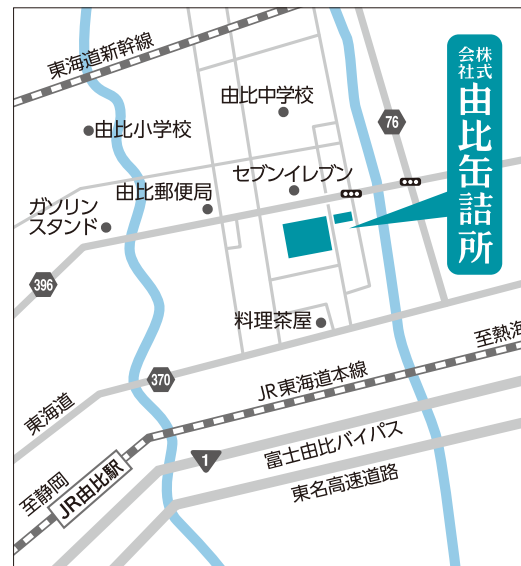 東海道新幹線
株式
会社
由比缶詰所
由比中学校
76
由比小学校
セブンイレブン
由比郵便局
ガソリン
スタンド
396
料理茶屋
至熱海
370
JR東海道本線
東海道
1
富士由比バイパス
至静岡
JR由比駅
東名高速道路